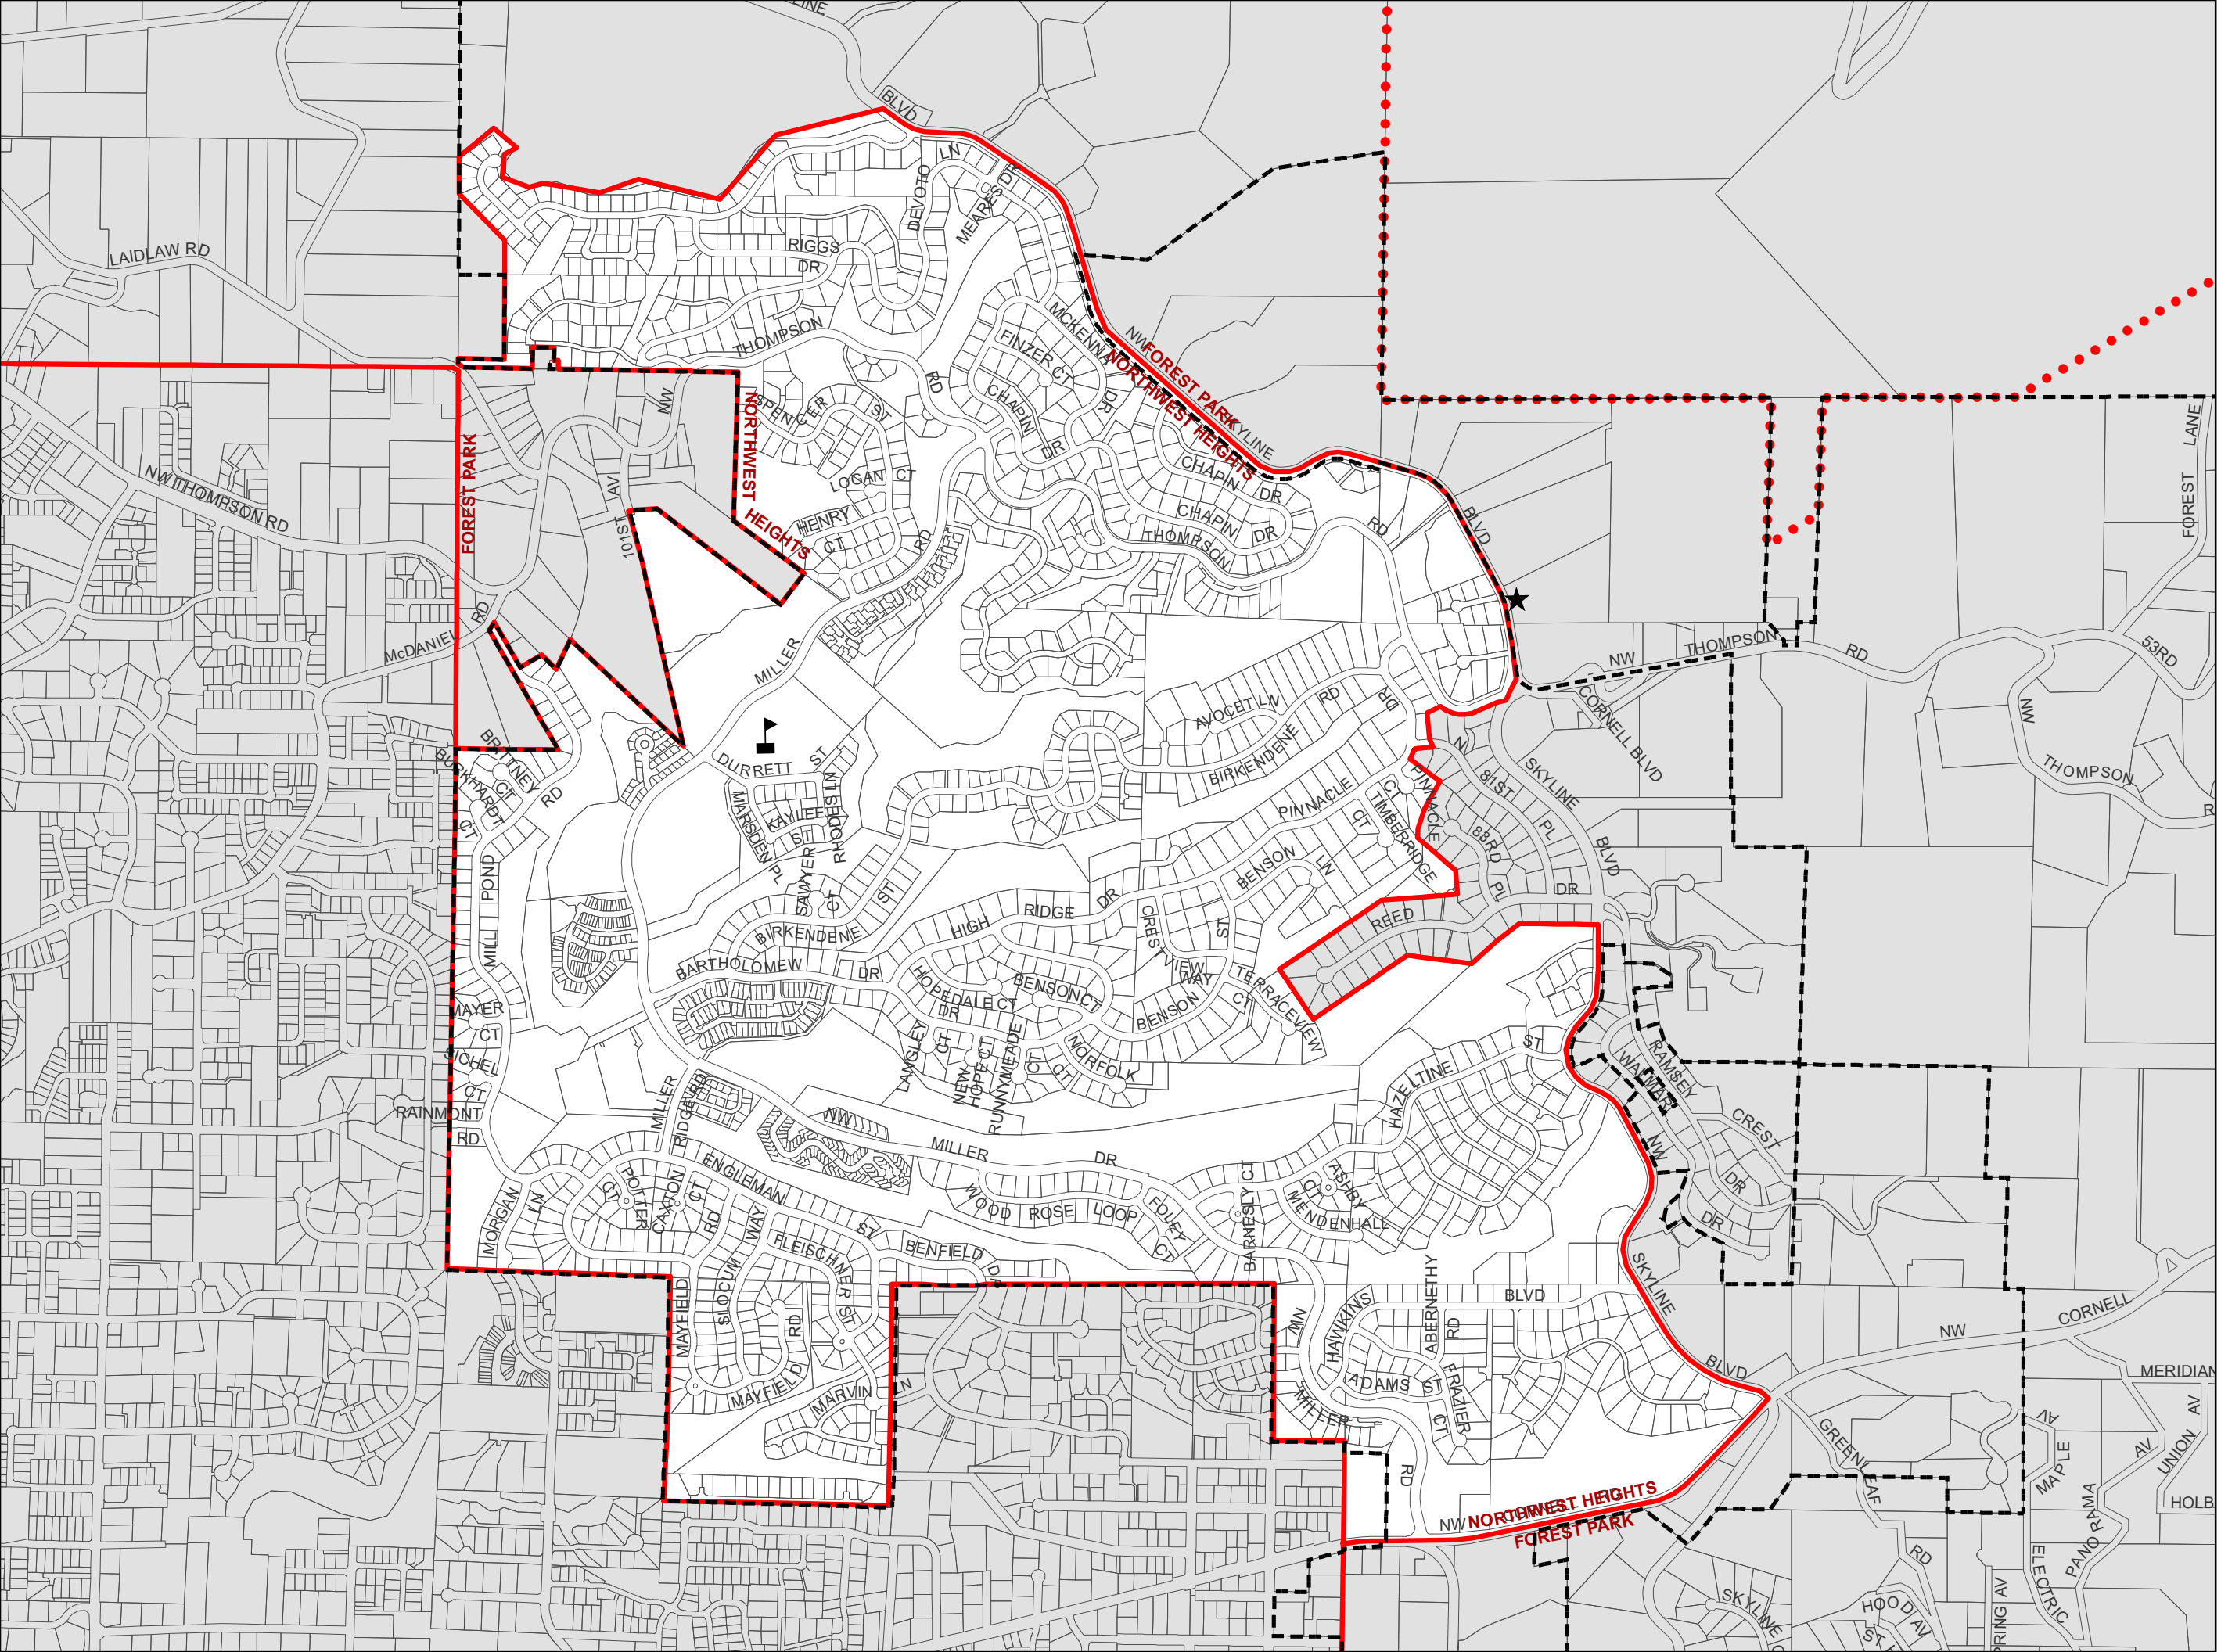 LINE
BLVD
LN
DEVOTO
MEARES DR
LAIDLAW RD
RIGGS
DR
THOMPSON
MCKENNA
DR
NW
FOREST PARK
NORTHWEST HEIGHTS
SKYLINE
FINZER CT
RD
CHAPIN
DR
NW
NORTHWEST
HEIGHTS
SPENCER
ST
FOREST LANE
FOREST PARK
NW THOMPSON RD
LOGAN CT
CHAPIN
DR
AV
101ST
HENRY
CT
RD
CHAPIN
DR
THOMPSON
RD
BLVD
RD
McDANIEL
MILLER
NW
THOMPSON
RD
53RD
NW
THOMPSON
R
CORNELL BLVD
AVOCET LN
RD
DR
BIRKENDENE
BRITTNEY
CT
BURKHARDT
CT
RD
DURRETT
ST
MARSDEN PL
KAYLEE
ST
RHODES LN
N
81ST
PL
SKYLINE
BLVD
PINNACLE
PINNACLE
CT
TIMBERRIDGE
CT
83RD
PL
DR
BENSON
LN
MILL POND
SAWYER
CT
ST
BIRKENDENE
HIGH
RIDGE
DR
CREST
VIEW
WAY
ST
REED
BARTHOLOMEW
DR
HOPEDALE CT
DR
BENSON CT
BENSON
TERRACEVIEW
CT
MAYER
CT
SICHEL
CT
RAINMONT
RD
LANGLEY
CT
NEW
HOPE CT
RUNNYMEADE
CT
NORFOLK
CT
HAZELTINE
ST
RAMSEY
WALMAR
CREST
DR
NW
DR
MILLER
RIDGE RD
NW
MILLER
DR
ENGLEMAN
ST
POTTER
CT
CAXTON
CT
RD
WAY
MORGAN
LN
WOOD
ROSE
LOOP
FOLEY
CT
BARNESLY CT
ASHBY
CT
MENDENHALL
FLEISCHNER ST
BENFIELD
MAYFIELD
SLOCUM
RD
MAYFIELD
MARVIN
LN
NW
HAWKINS
BLVD
ABERNETHY
RD
SKYLINE
BLVD
ADAMS ST
FRAZIER
CT
MILLER
RD
NW
CORNELL
MERIDIAN
GREENLEAF
RD
AV
MAPLE
AV
UNION
AV
HOLB
PANORAMA
ELECTRIC
NW
NORTHWEST HEIGHTS
FOREST PARK
SKYLINE
HOOD AV
PRING AV
ST H